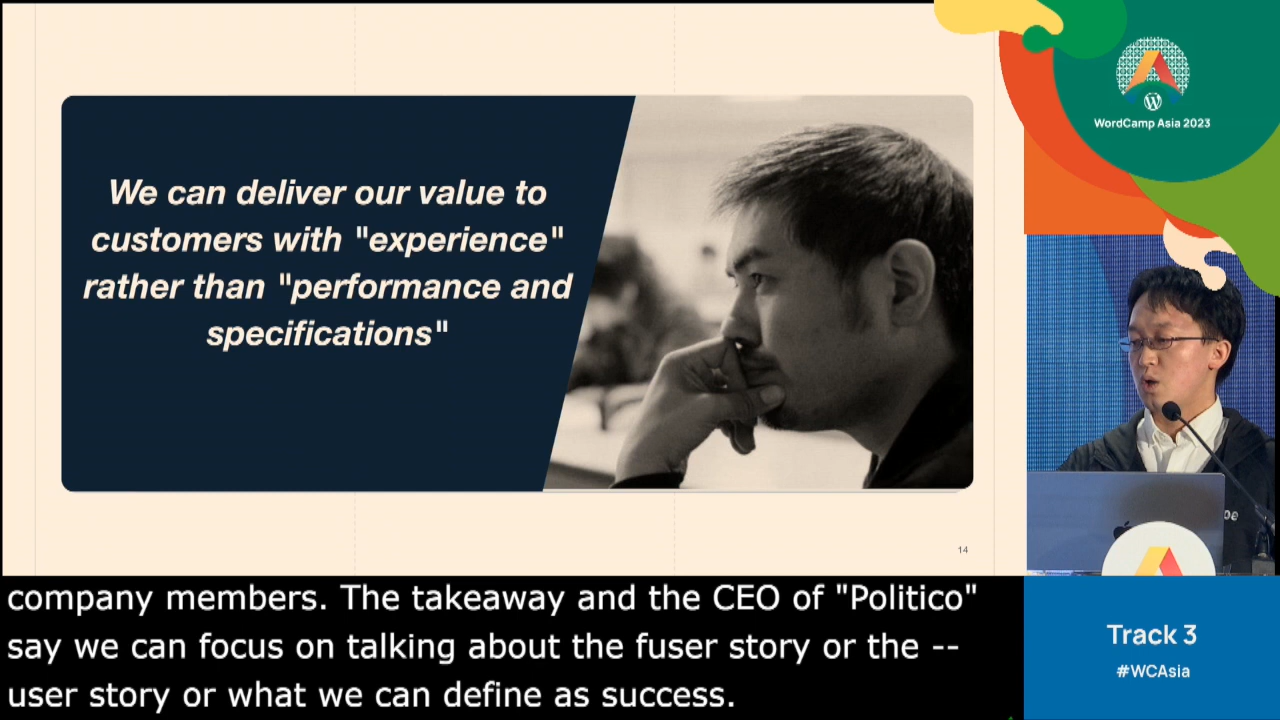 We can deliver our value to
customers with "experience"
rather than "performance and
specifications"
14
WordCamp Asia 2023
company members. The takeaway and the CEO of "Politico"
say we can focus on talking about the fuser story or the --
user story or what we can define as success.
Track 3
#WCAsia